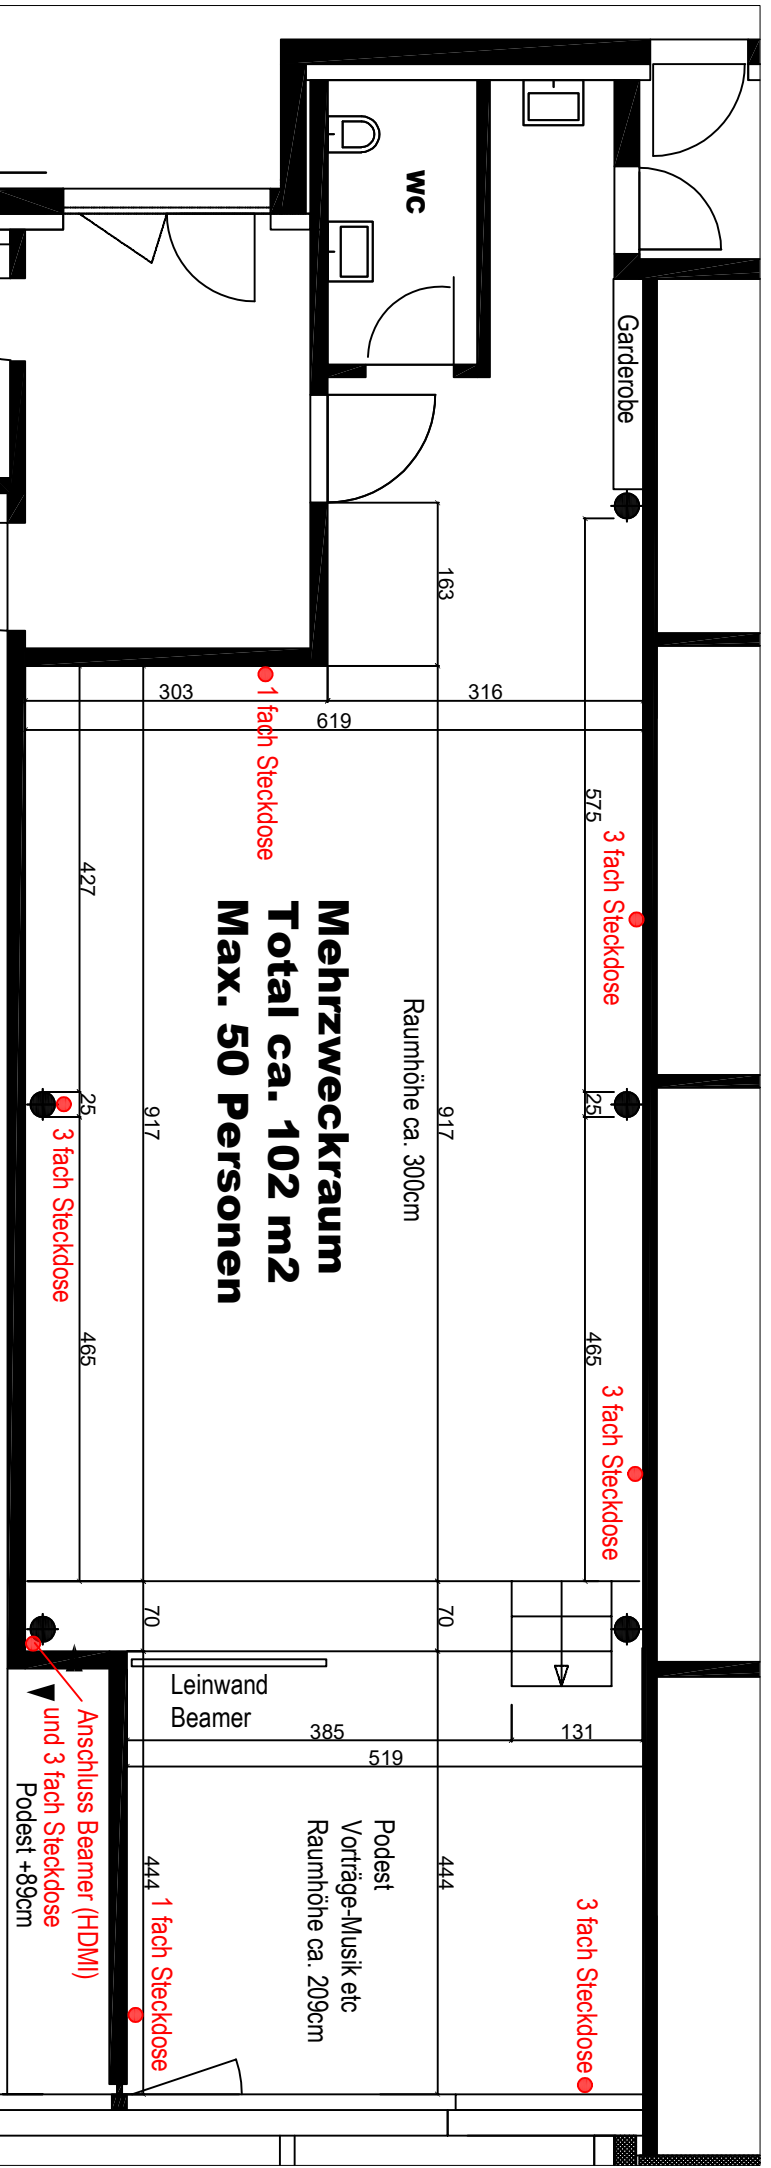 WC
Garderobe
163
303
316
619
1 fach Steckdose
575
3 fach Steckdose
427
Mehrzweckraum
Total ca. 102 m2
Max. 50 Personen
Raumhöhe ca. 300cm
25
25
917
917
3 fach Steckdose
465
465
3 fach Steckdose
70
70
Leinwand
Beamer
385
131
519
Anschluss Beamer (HDMI)
und 3 fach Steckdose
Podest +89cm
Podest
Vorträge-Musik etc
Raumhöhe ca. 209cm
444
444
1 fach Steckdose
3 fach Steckdose